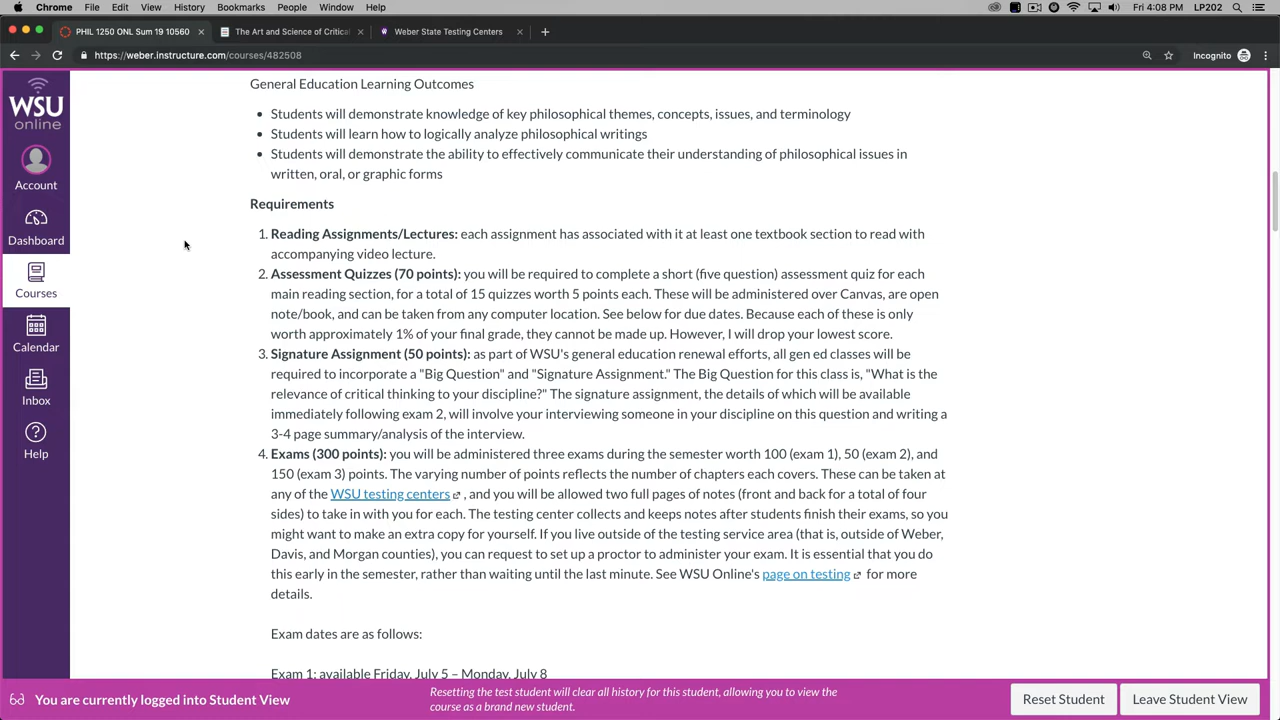 Chrome File Edit View History Bookmarks People Window Help Fri 4:08 PM LP202
PHIL 1250 ONL Sum 19 10560 The Art and Science of Critical Weber State Testing Centers
https://weber.instructure.com/courses/482508 Incognito
WSU
online
Account
Dashboard
Courses
Calendar
Inbox
Help
General Education Learning Outcomes
• Students will demonstrate knowledge of key philosophical themes, concepts, issues, and terminology
• Students will learn how to logically analyze philosophical writings
• Students will demonstrate the ability to effectively communicate their understanding of philosophical issues in
written, oral, or graphic forms
Requirements
1. Reading Assignments/Lectures: each assignment has associated with it at least one textbook section to read with
accompanying video lecture.
2. Assessment Quizzes (70 points): you will be required to complete a short (five question) assessment quiz for each
main reading section, for a total of 15 quizzes worth 5 points each. These will be administered over Canvas, are open
note/book, and can be taken from any computer location. See below for due dates. Because each of these is only
worth approximately 1% of your final grade, they cannot be made up. However, I will drop your lowest score.
3. Signature Assignment (50 points): as part of WSU's general education renewal efforts, all gen ed classes will be
required to incorporate a "Big Question" and "Signature Assignment." The Big Question for this class is, "What is the
relevance of critical thinking to your discipline?" The signature assignment, the details of which will be available
immediately following exam 2, will involve your interviewing someone in your discipline on this question and writing a
3-4 page summary/analysis of the interview.
4. Exams (300 points): you will be administered three exams during the semester worth 100 (exam 1), 50 (exam 2), and
150 (exam 3) points. The varying number of points reflects the number of chapters each covers. These can be taken at
any of the WSU testing centers , and you will be allowed two full pages of notes (front and back for a total of four
sides) to take in with you for each. The testing center collects and keeps notes after students finish their exams, so you
might want to make an extra copy for yourself. If you live outside of the testing service area (that is, outside of Weber,
Davis, and Morgan counties), you can request to set up a proctor to administer your exam. It is essential that you do
this early in the semester, rather than waiting until the last minute. See WSU Online's page on testing for more
details.
Exam dates are as follows:
Exam 1: available Friday, July 5 – Monday, July 8
You are currently logged into Student View
Resetting the test student will clear all history for this student, allowing you to view the
course as a brand new student.
Reset Student
Leave Student View